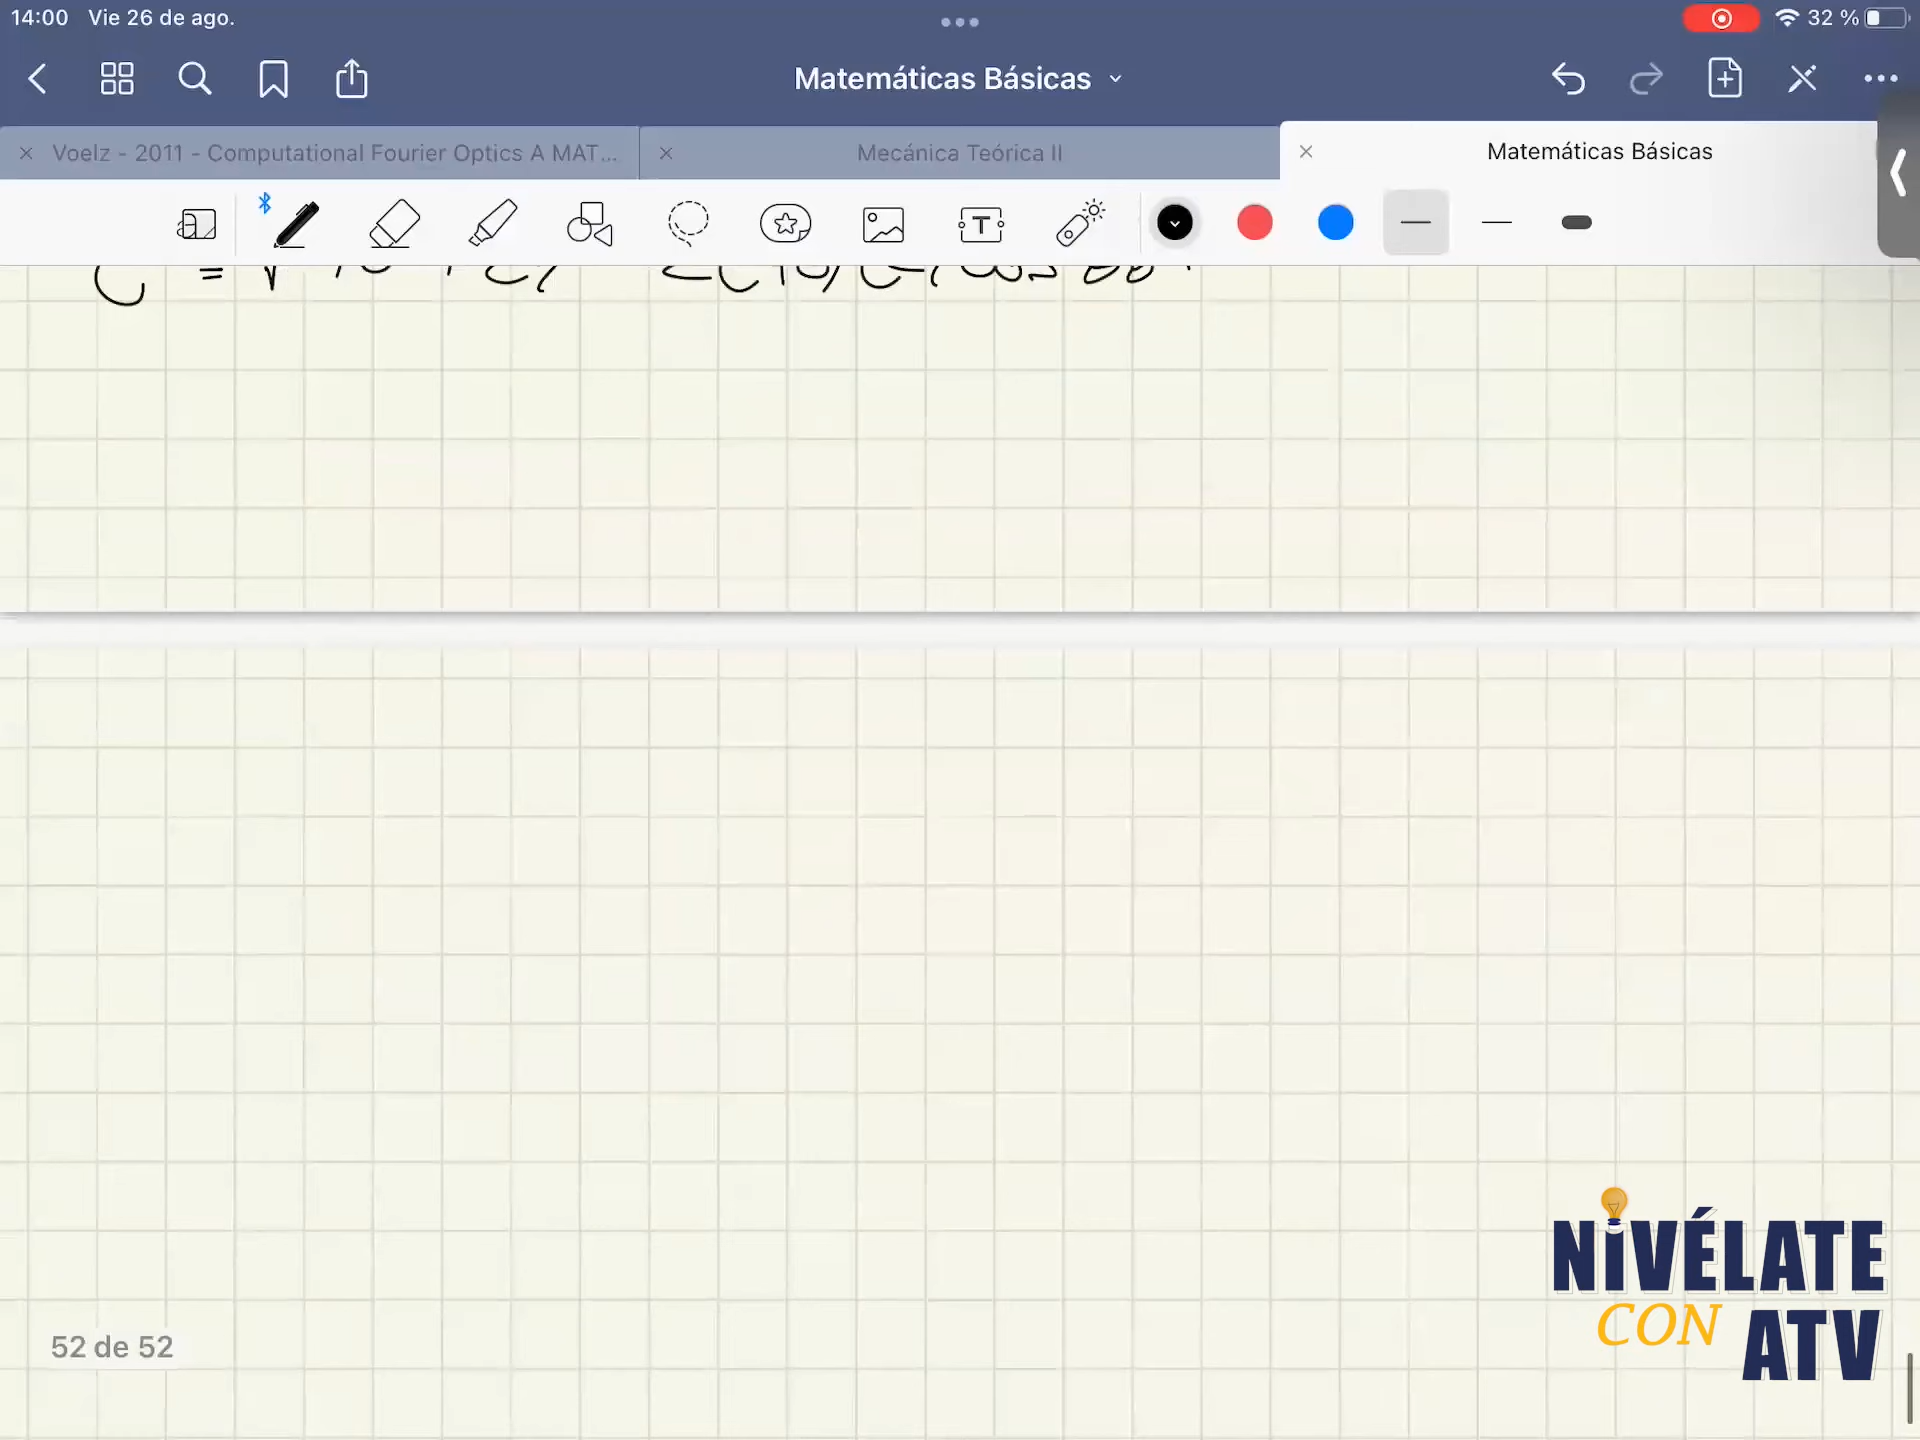 14:00 Vie 26 de ago.
32 %
Matemáticas Básicas
Voelz - 2011 - Computational Fourier Optics A MAT...
Mecánica Teórica II
Matemáticas Básicas
T
52 de 52
NIVÉLATE
CON
ATV